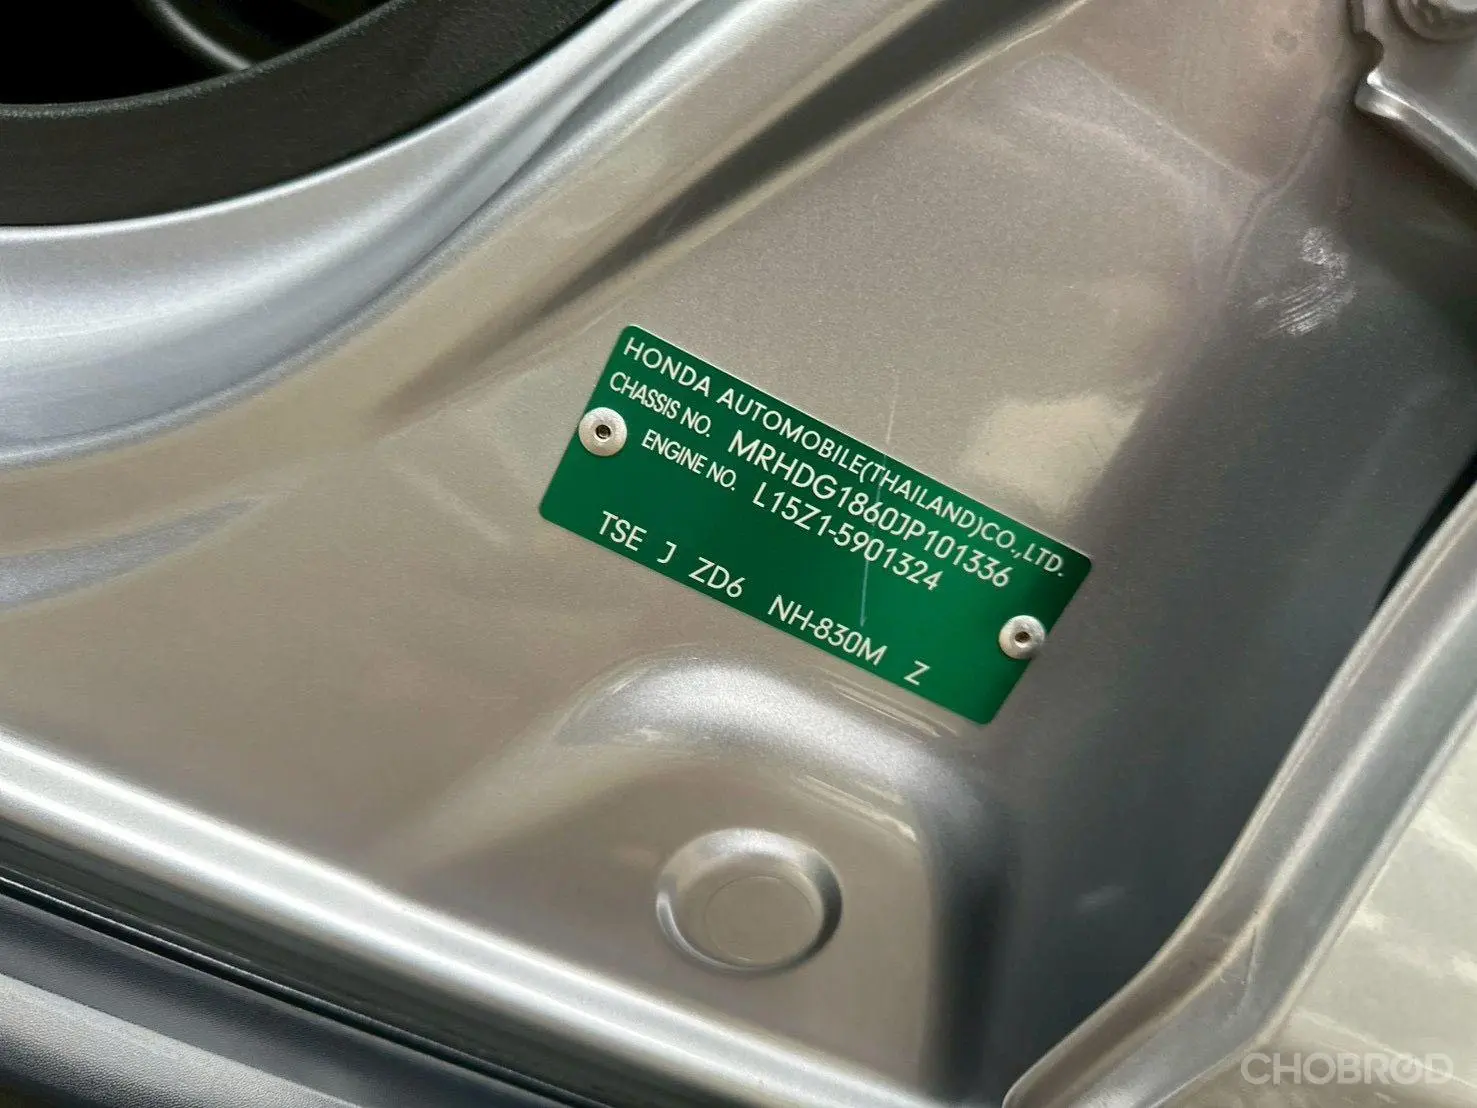 HONDA AUTOMOBILE(THAILAND)CO.,LTD.
CHASSIS NO. MRHDG1860JP101336
ENGINE NO. L15Z1-5901324
TSE J ZD6 NH-830M Z
CHOBROD